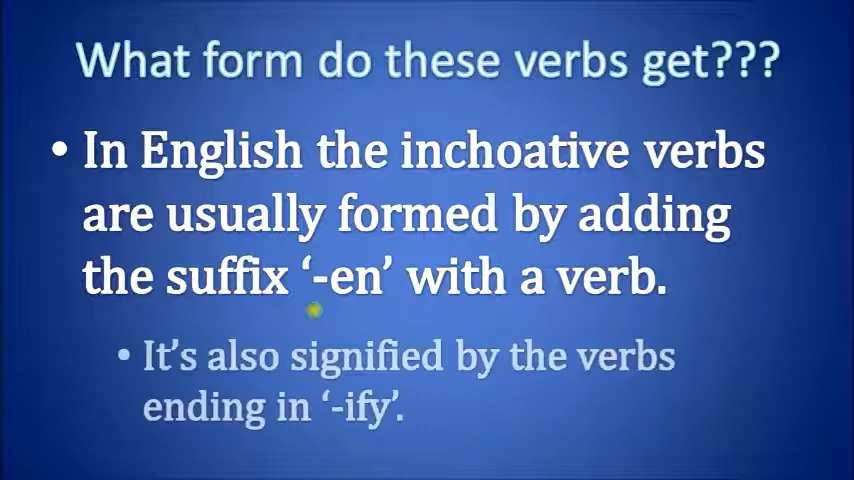 What form do these verbs get???
• In English the inchoative verbs
are usually formed by adding
the suffix ‘-en’ with a verb.
• It’s also signified by the verbs
ending in ‘-ify’.